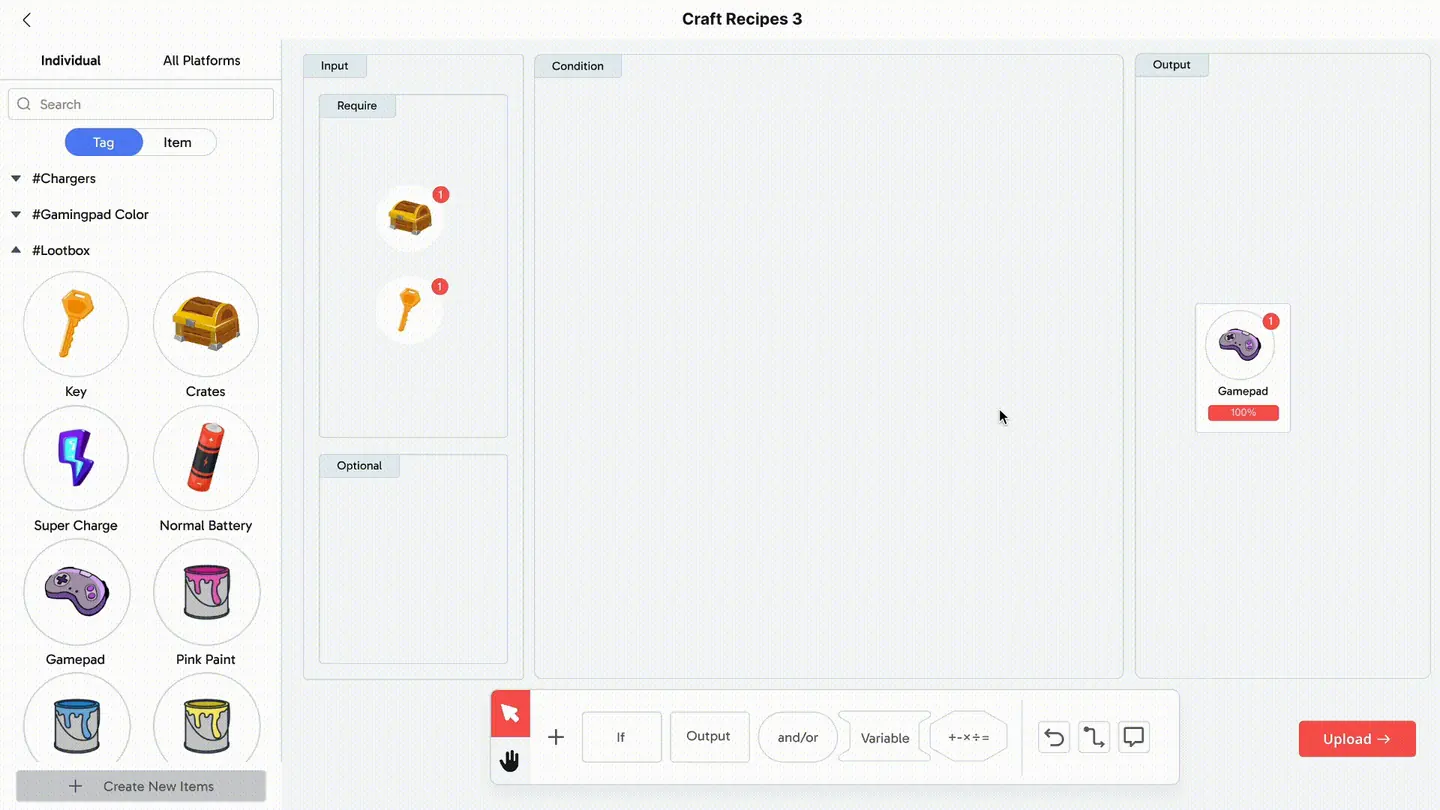 Craft Recipes 3
Individual
All Platforms
Search
Tag
Item
#Chargers
#Gamingpad Color
#Lootbox
Key
Crates
Super Charge
Normal Battery
Gamepad
Pink Paint
Create New Items
Input
Require
1
1
Optional
Condition
Output
1
Gamepad
100%
If
Output
and/or
Variable
+-×÷=
Upload →